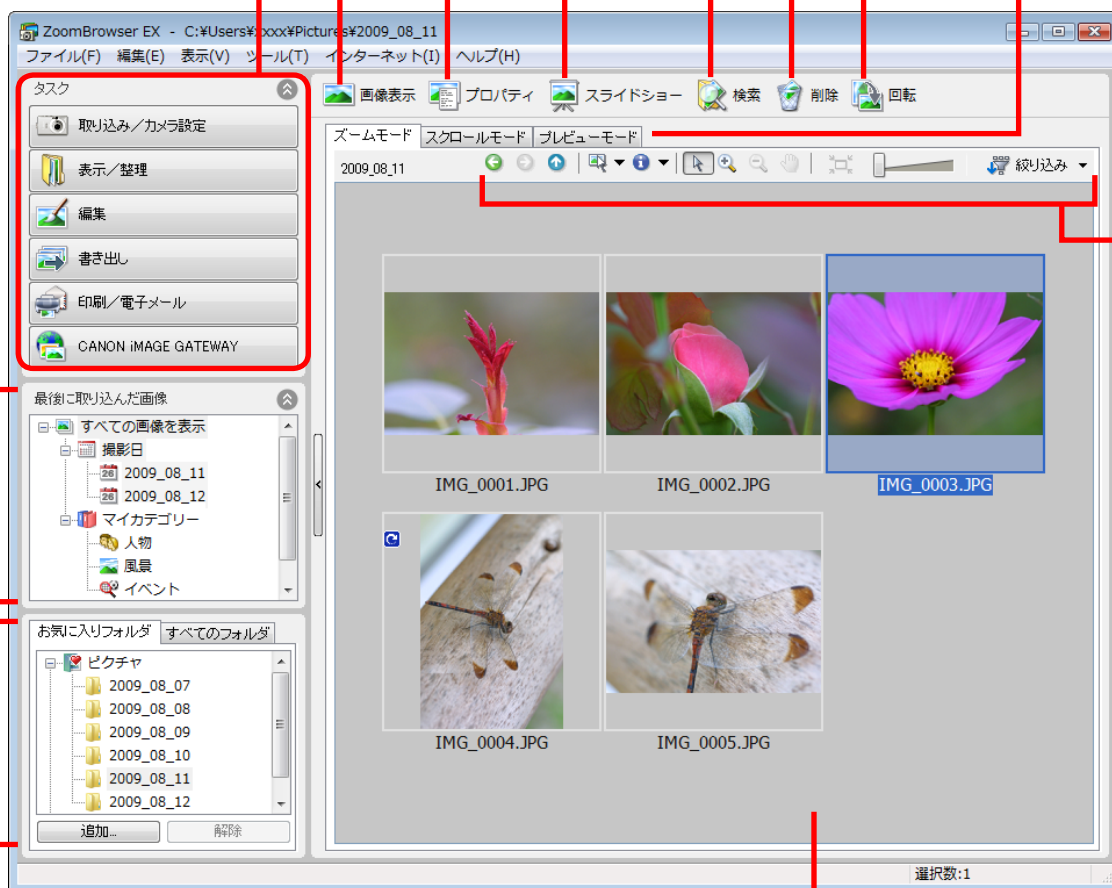 ZoomBrowser EX - C:¥Users¥xxxx¥Pictures¥2009_08_11
ファイル(F) 編集(E) 表示(V) ツール(T) インターネット(I) ヘルプ(H)
タスク
取り込み／カメラ設定
表示／整理
編集
書き出し
印刷／電子メール
CANON iMAGE GATEWAY
最後に取り込んだ画像
すべての画像を表示
撮影日
26 2009_08_11
26 2009_08_12
マイカテゴリー
人物
風景
イベント
お気に入りフォルダ すべてのフォルダ
ピクチャ
2009_08_07
2009_08_08
2009_08_09
2009_08_10
2009_08_11
2009_08_12
追加... 解除
画像表示 プロパティ スライドショー 検索 削除 回転
ズームモード スクロールモード プレビューモード
2009_08_11 絞り込み
IMG_0001.JPG IMG_0002.JPG IMG_0003.JPG
IMG_0004.JPG IMG_0005.JPG
選択数:1